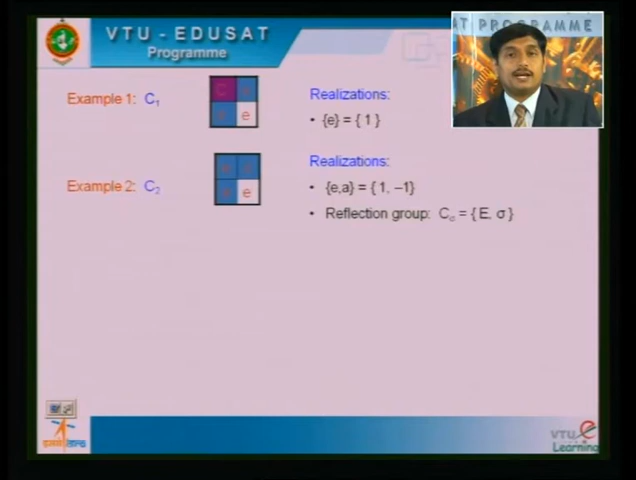 VTU - EDUSAT
Programme
AT PROGRAMME
Example 1: C₁
C
e
Realizations:
• {e} = { 1 }
Example 2: C₂
e
Realizations:
• {e,a} = { 1, –1}
• Reflection group: Cσ = { E, σ }
VTU e
Learning